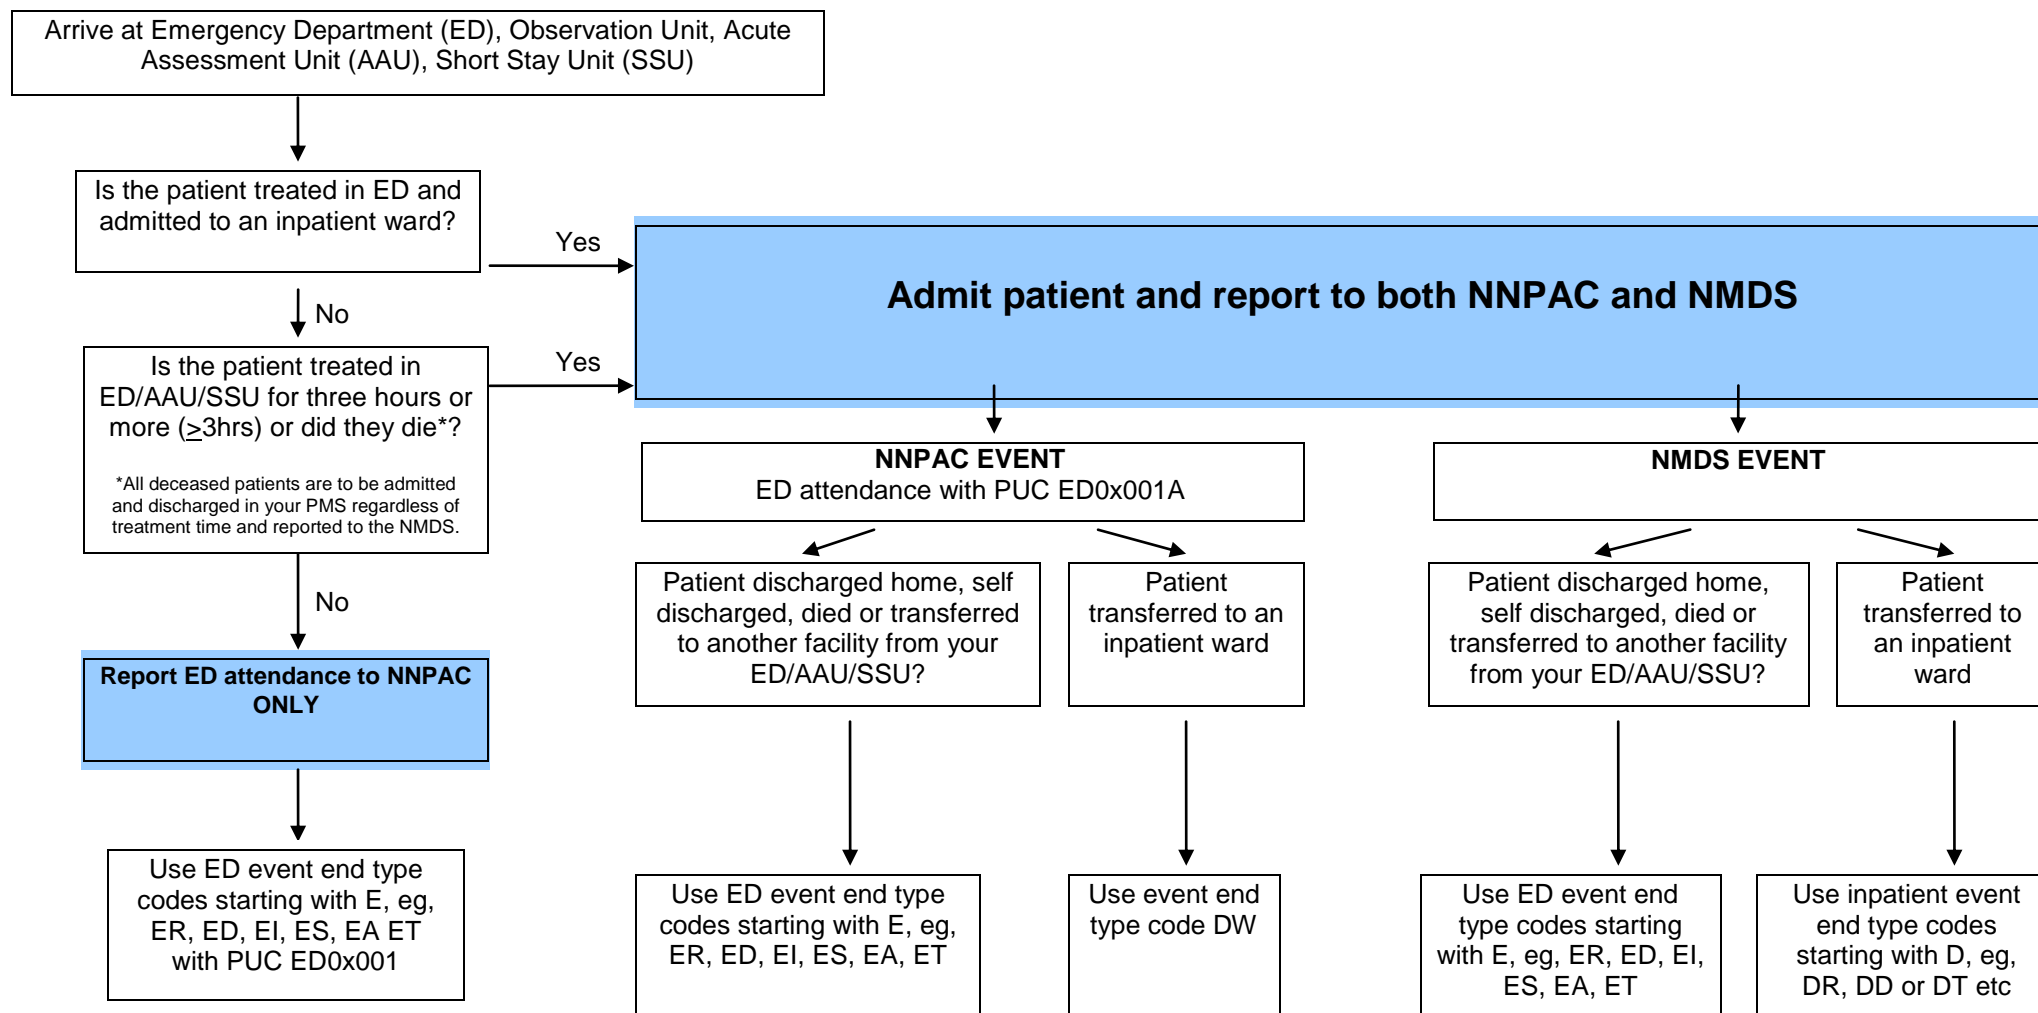 Arrive at Emergency Department (ED), Observation Unit, Acute
Assessment Unit (AAU), Short Stay Unit (SSU)
Is the patient treated in ED and
admitted to an inpatient ward?
Yes
Admit patient and report to both NNPAC and NMDS
No
Is the patient treated in
ED/AAU/SSU for three hours or
more (≥3hrs) or did they die*?
*All deceased patients are to be admitted
and discharged in your PMS regardless of
treatment time and reported to the NMDS.
Yes
No
Report ED attendance to NNPAC
ONLY
Use ED event end type
codes starting with E, eg,
ER, ED, EI, ES, EA ET
with PUC ED0x001
NNPAC EVENT
ED attendance with PUC ED0x001A
Patient discharged home, self
discharged, died or transferred
to another facility from your
ED/AAU/SSU?
Patient
transferred to an
inpatient ward
Use ED event end type
codes starting with E, eg,
ER, ED, EI, ES, EA, ET
Use event end
type code DW
NMDS EVENT
Patient discharged home,
self discharged, died or
transferred to another facility
from your ED/AAU/SSU?
Patient
transferred to
an inpatient
ward
Use ED event end
type codes starting
with E, eg, ER, ED, EI,
ES, EA, ET
Use inpatient event
end type codes
starting with D, eg,
DR, DD or DT etc